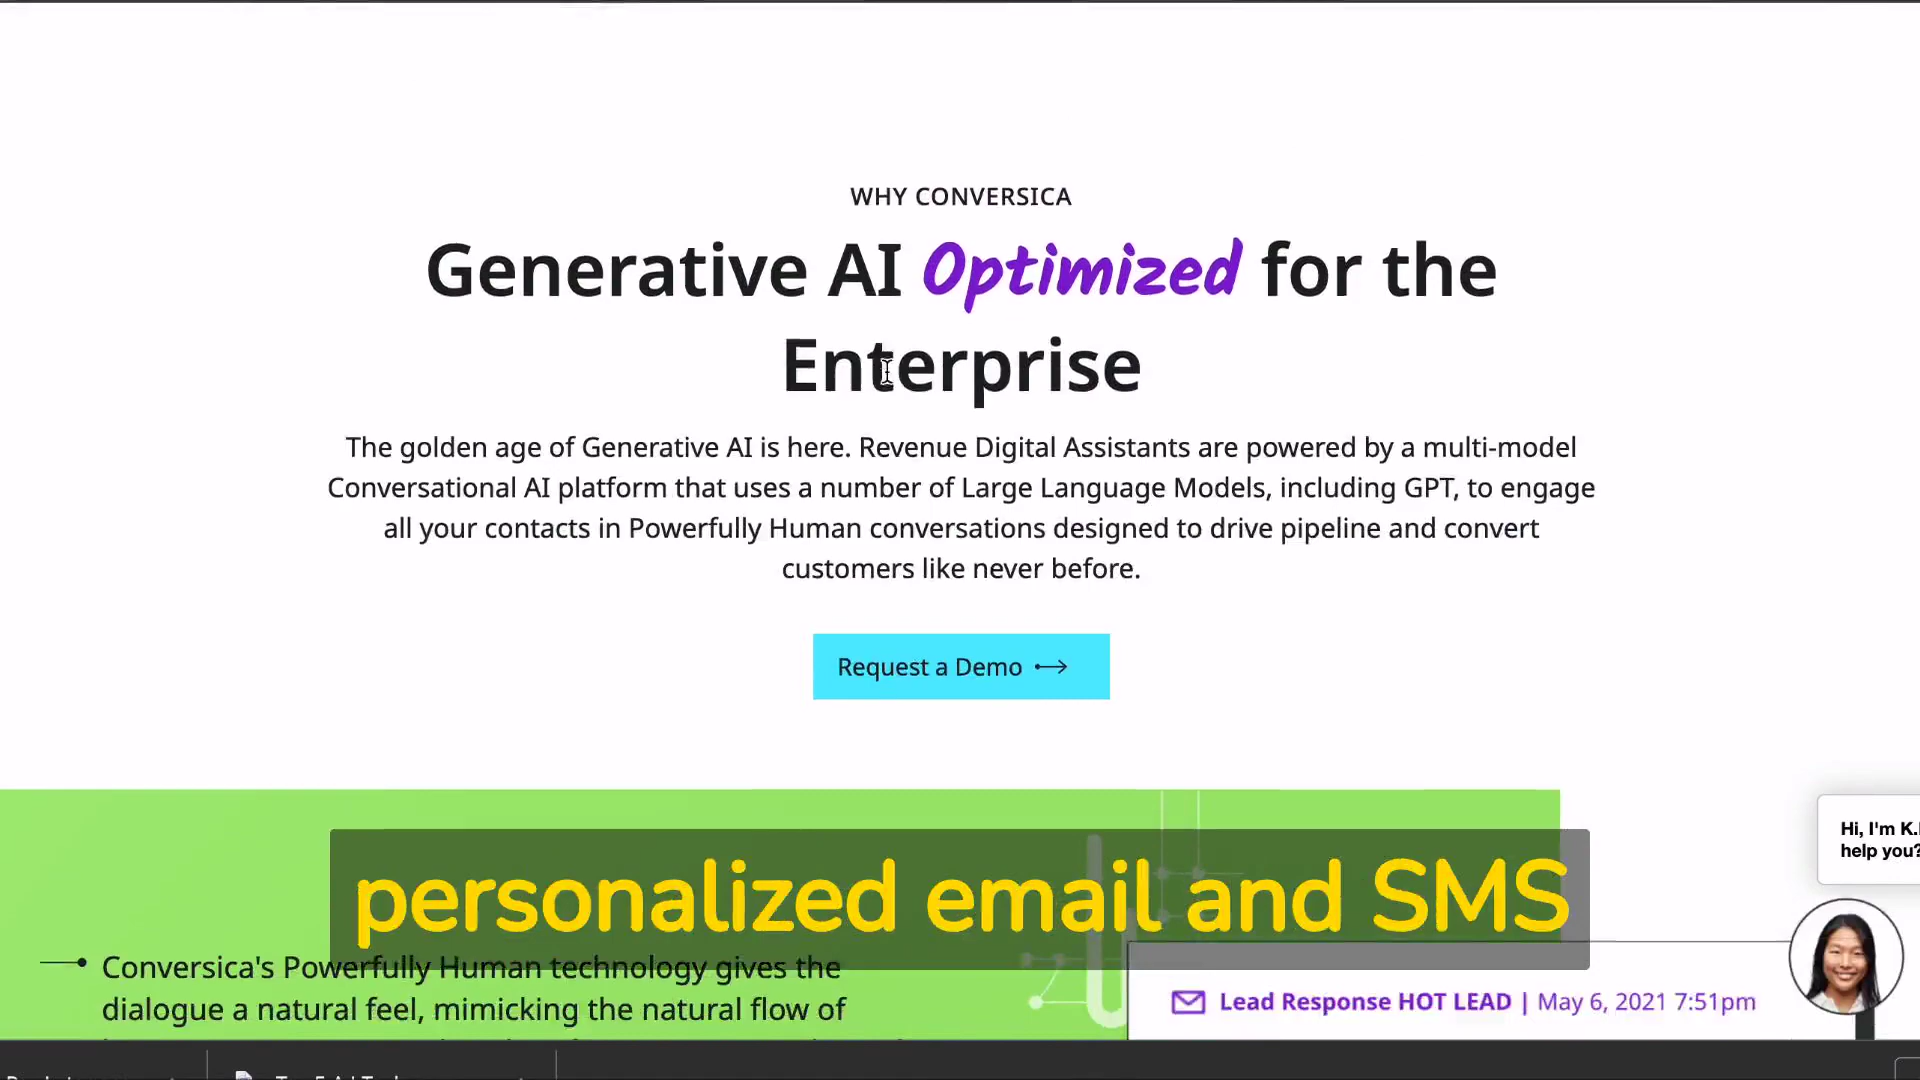 WHY CONVERSICA
Generative AI Optimized for the
Enterprise
The golden age of Generative AI is here. Revenue Digital Assistants are powered by a multi-model
Conversational AI platform that uses a number of Large Language Models, including GPT, to engage
all your contacts in Powerfully Human conversations designed to drive pipeline and convert
customers like never before.
Request a Demo
Hi, I'm
help you?
personalized email and SMS
Conversica's Powerfully Human technology gives the
dialogue a natural feel, mimicking the natural flow of
Lead Response HOT LEAD | May 6, 2021 7:51pm